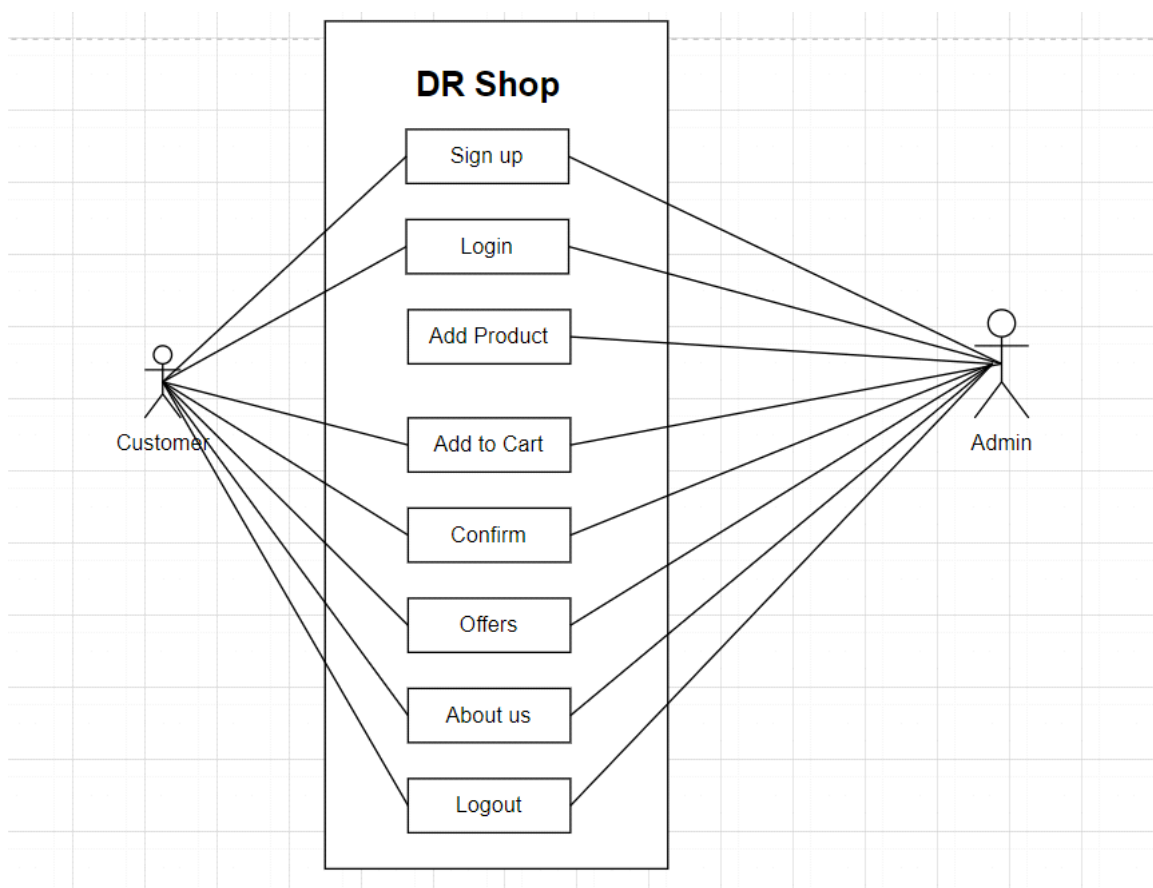 DR Shop
Sign up
Login
Add Product
Add to Cart
Customer
Admin
Confirm
Offers
About us
Logout